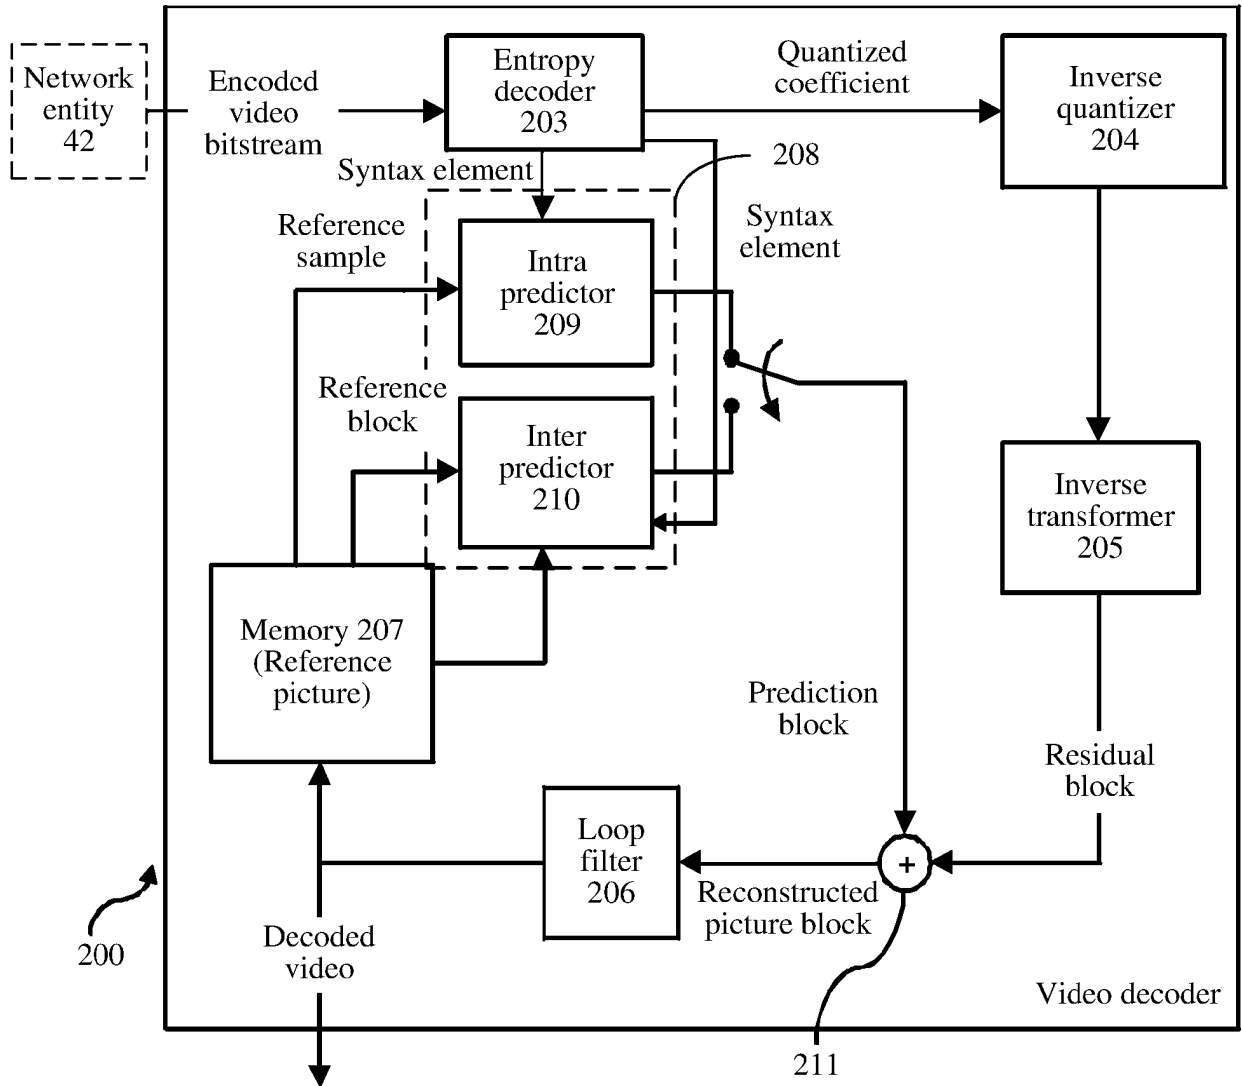 Network
entity
42
Encoded
video
bitstream
Entropy
decoder
203
Quantized
coefficient
Inverse
quantizer
204
Syntax element
208
Reference
sample
Intra
predictor
209
Syntax
element
Reference
block
Inter
predictor
210
Inverse
transformer
205
Memory 207
(Reference
picture)
Prediction
block
Residual
block
Loop
filter
206
+
Reconstructed
picture block
200
Decoded
video
Video decoder
211